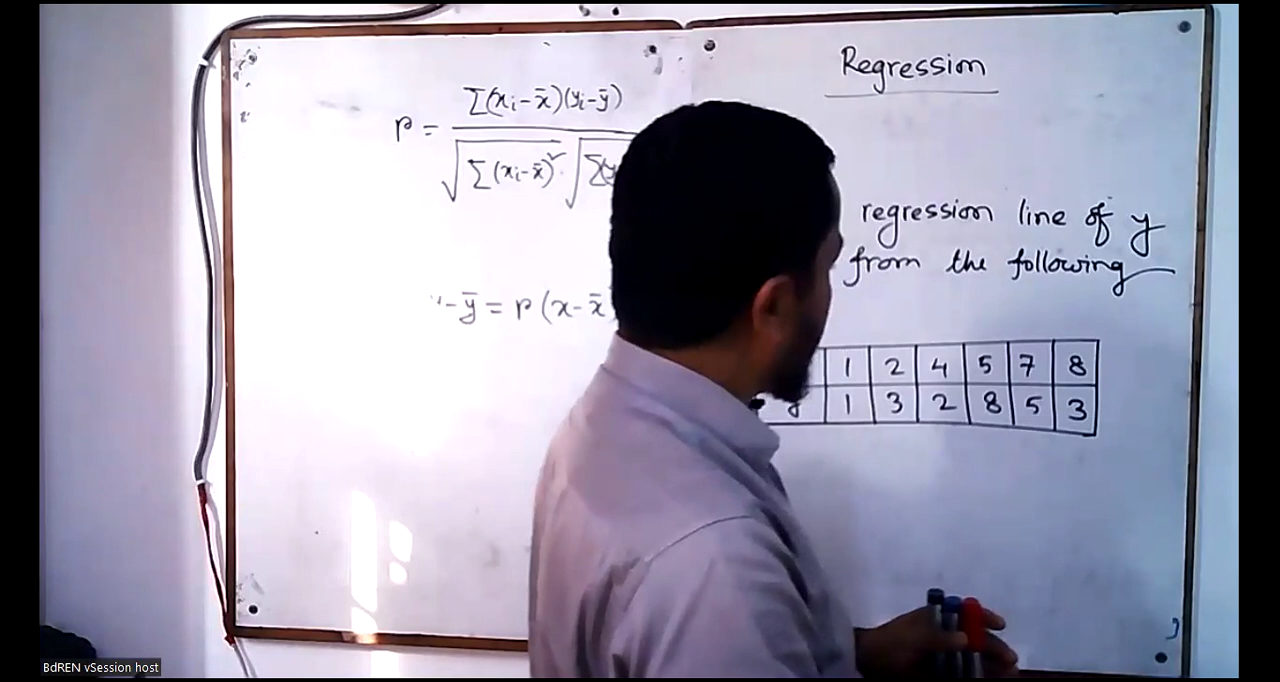 Regression
r = Σ(xᵢ-x̄)(yᵢ-ȳ)
√Σ(xᵢ-x̄)² . √Σ(y
regression line of y
from the following
-ȳ = r (x-x̄
1 2 4 5 7 8
y 1 3 2 8 5 3
BdREN vSession host